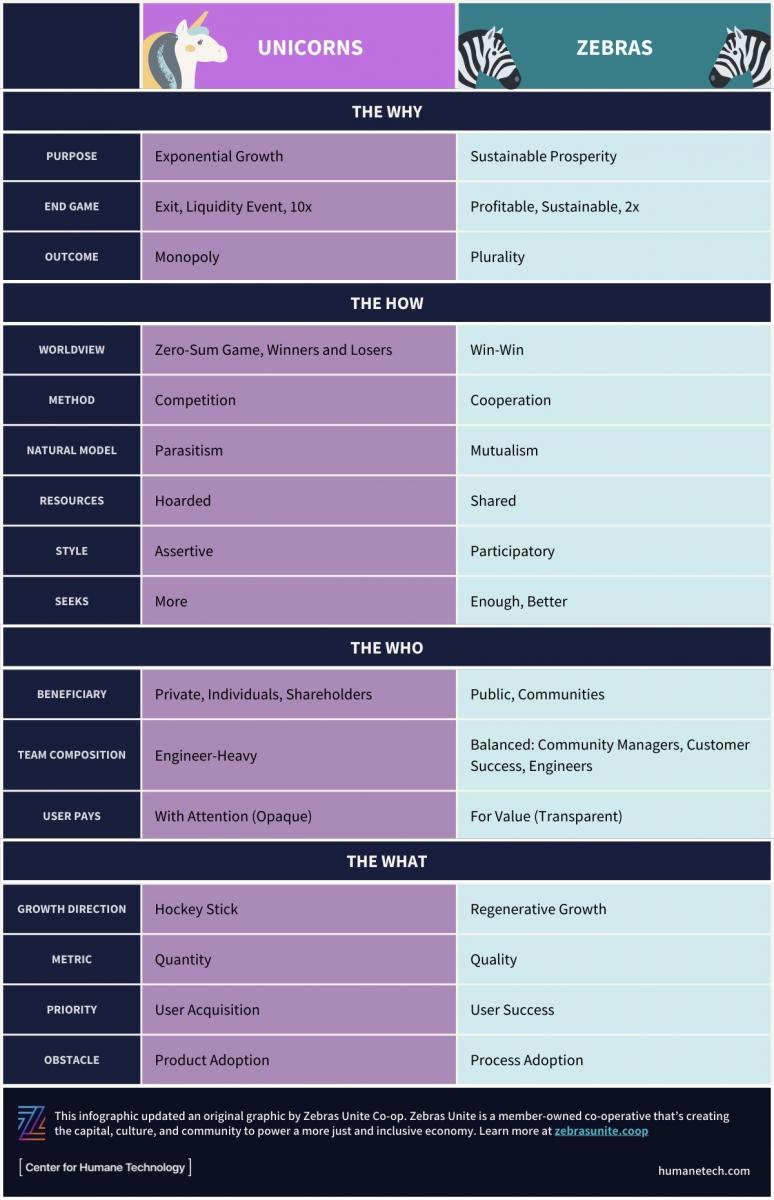 UNICORNS
ZEBRAS
THE WHY
PURPOSE
Exponential Growth
Sustainable Prosperity
END GAME
Exit, Liquidity Event, 10x
Profitable, Sustainable, 2x
OUTCOME
Monopoly
Plurality
THE HOW
WORLDVIEW
Zero-Sum Game, Winners and Losers
Win-Win
METHOD
Competition
Cooperation
NATURAL MODEL
Parasitism
Mutualism
RESOURCES
Hoarded
Shared
STYLE
Assertive
Participatory
SEEKS
More
Enough, Better
THE WHO
BENEFICIARY
Private, Individuals, Shareholders
Public, Communities
TEAM COMPOSITION
Engineer-Heavy
Balanced: Community Managers, Customer
Success, Engineers
USER PAYS
With Attention (Opaque)
For Value (Transparent)
THE WHAT
GROWTH DIRECTION
Hockey Stick
Regenerative Growth
METRIC
Quantity
Quality
PRIORITY
User Acquisition
User Success
OBSTACLE
Product Adoption
Process Adoption
This infographic updated an original graphic by Zebras Unite Co-op. Zebras Unite is a member-owned co-operative that's creating
the capital, culture, and community to power a more just and inclusive economy. Learn more at zebrasunite.coop
[Center for Humane Technology]
humanetech.com